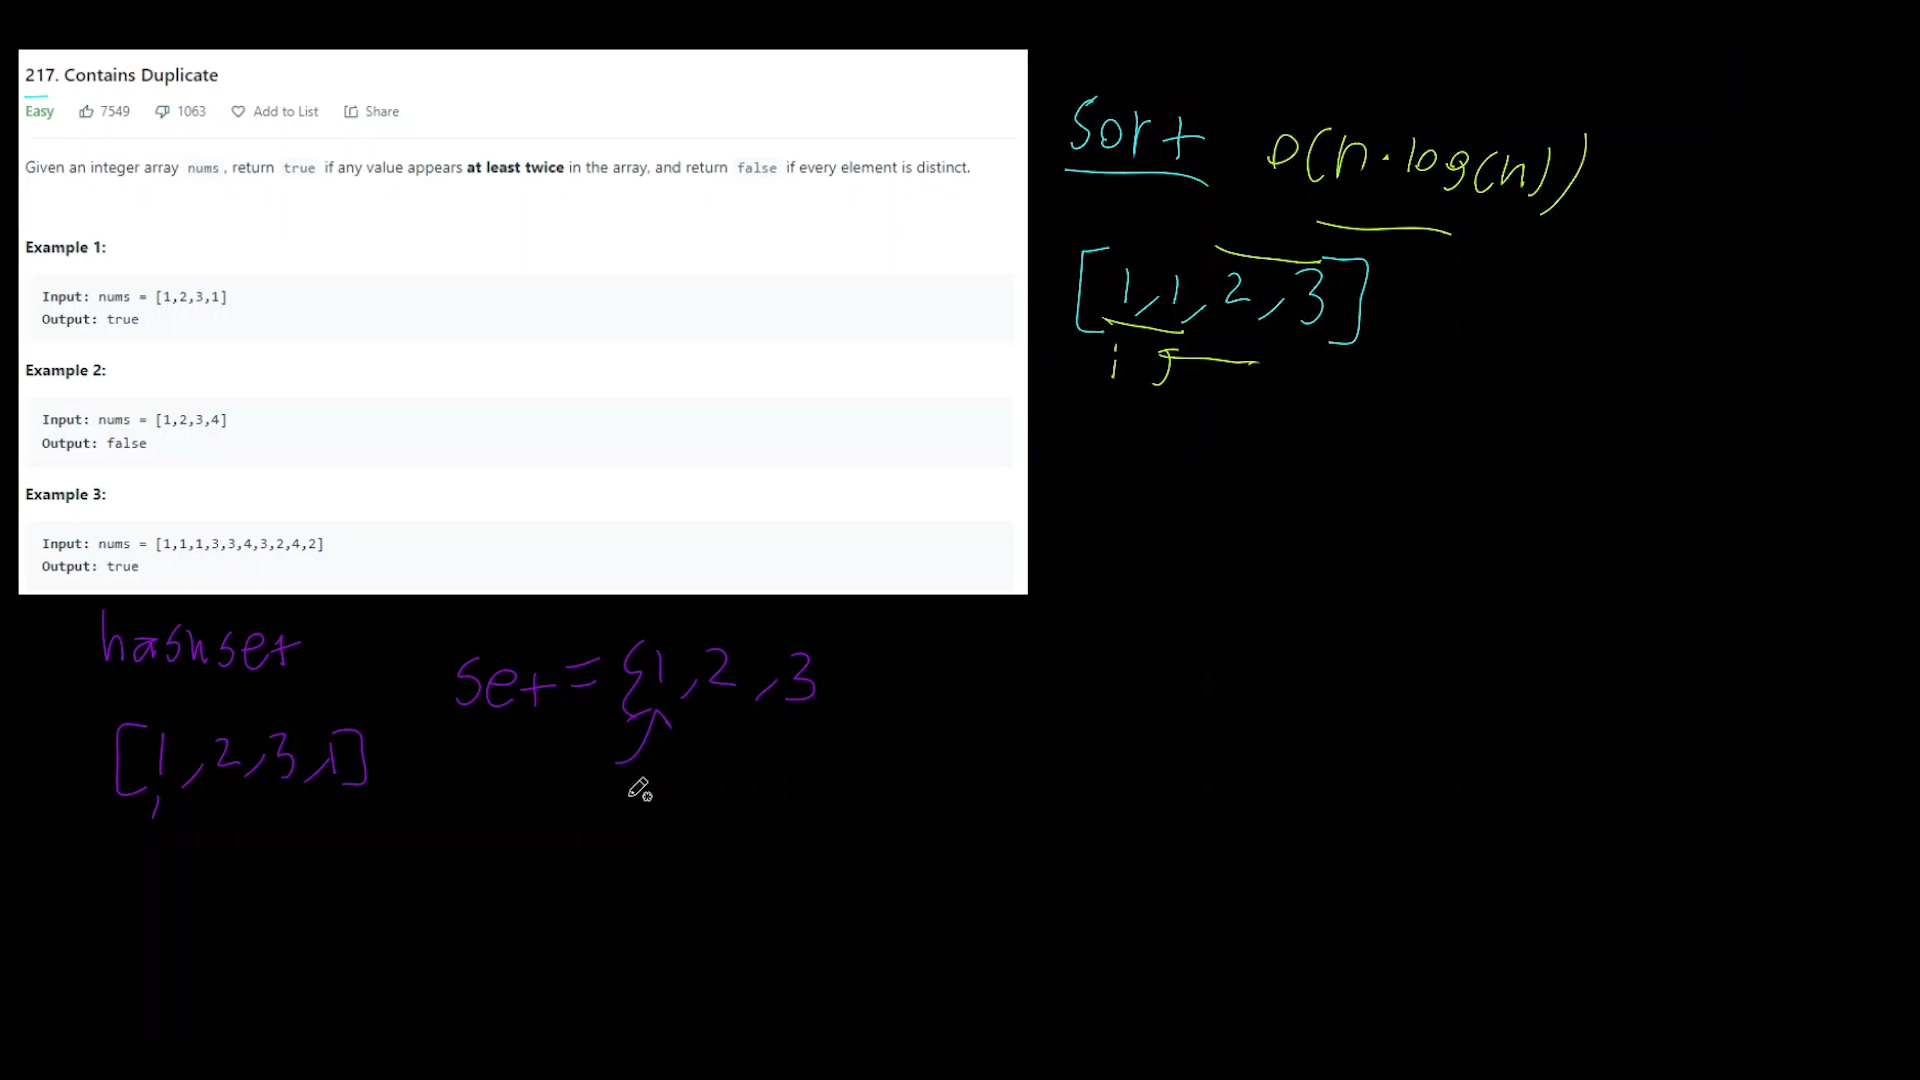 217. Contains Duplicate
Easy 7549 1063 Add to List Share
Given an integer array nums, return true if any value appears at least twice in the array, and return false if every element is distinct.
Example 1:
Input: nums = [1,2,3,1]
Output: true
Example 2:
Input: nums = [1,2,3,4]
Output: false
Example 3:
Input: nums = [1,1,1,3,3,4,3,2,4,2]
Output: true
Sort O(n·log(n))
[1,1,2,3]
i j
hashset
set = {1,2,3
[1,2,3,1]